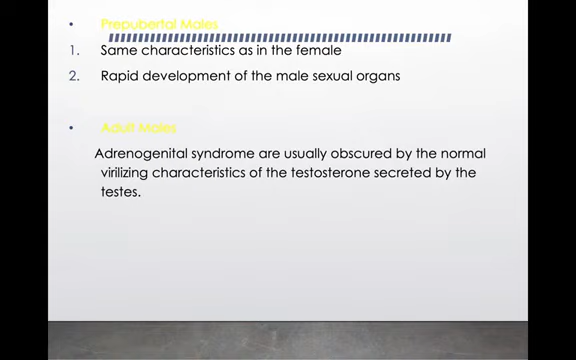 • Prepubertal Males
1. Same characteristics as in the female
2. Rapid development of the male sexual organs
• Adult Males
Adrenogenital syndrome are usually obscured by the normal
virilizing characteristics of the testosterone secreted by the
testes.